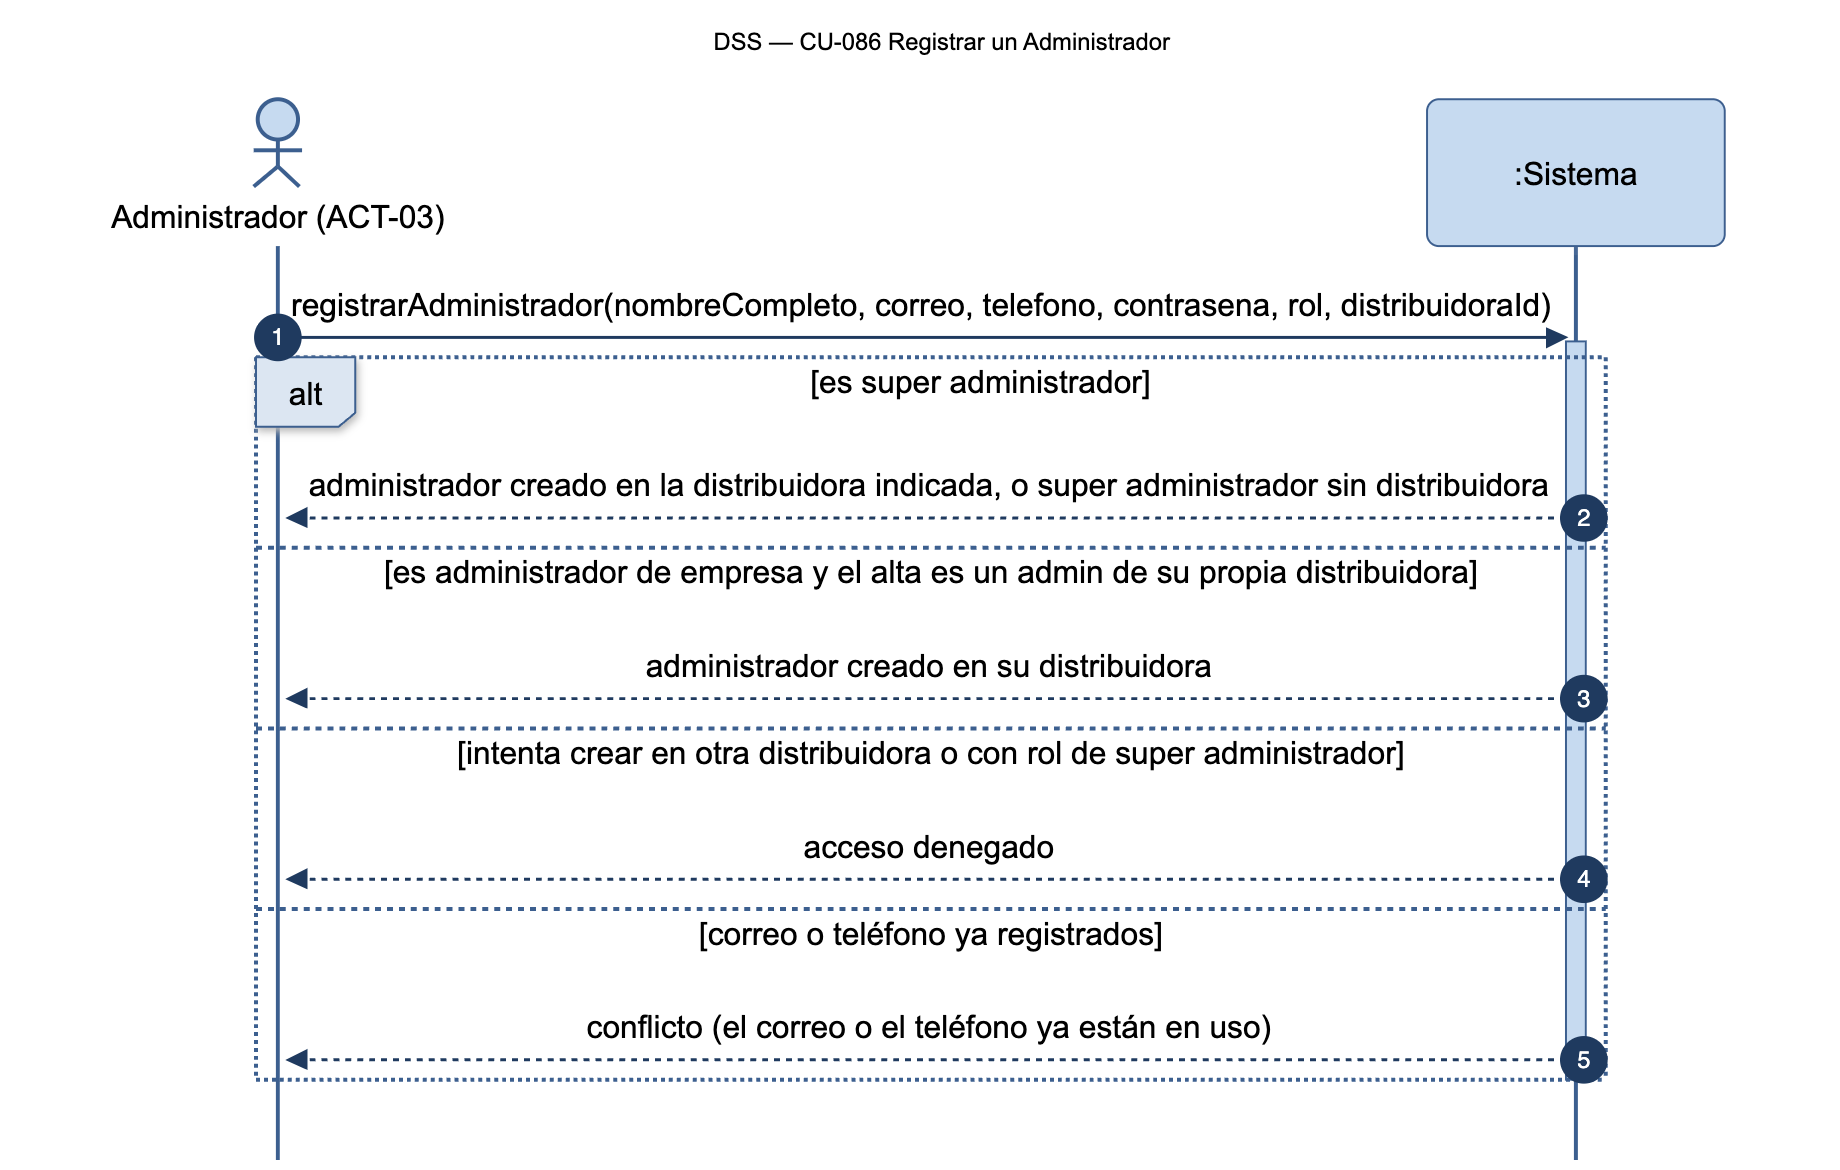 DSS — CU-086 Registrar un Administrador
:Sistema
Administrador (ACT-03)
registrarAdministrador(nombreCompleto, correo, telefono, contrasena, rol, distribuidoraId)
1
alt
[es super administrador]
administrador creado en la distribuidora indicada, o super administrador sin distribuidora
2
[es administrador de empresa y el alta es un admin de su propia distribuidora]
administrador creado en su distribuidora
3
[intenta crear en otra distribuidora o con rol de super administrador]
acceso denegado
4
[correo o teléfono ya registrados]
conflicto (el correo o el teléfono ya están en uso)
5